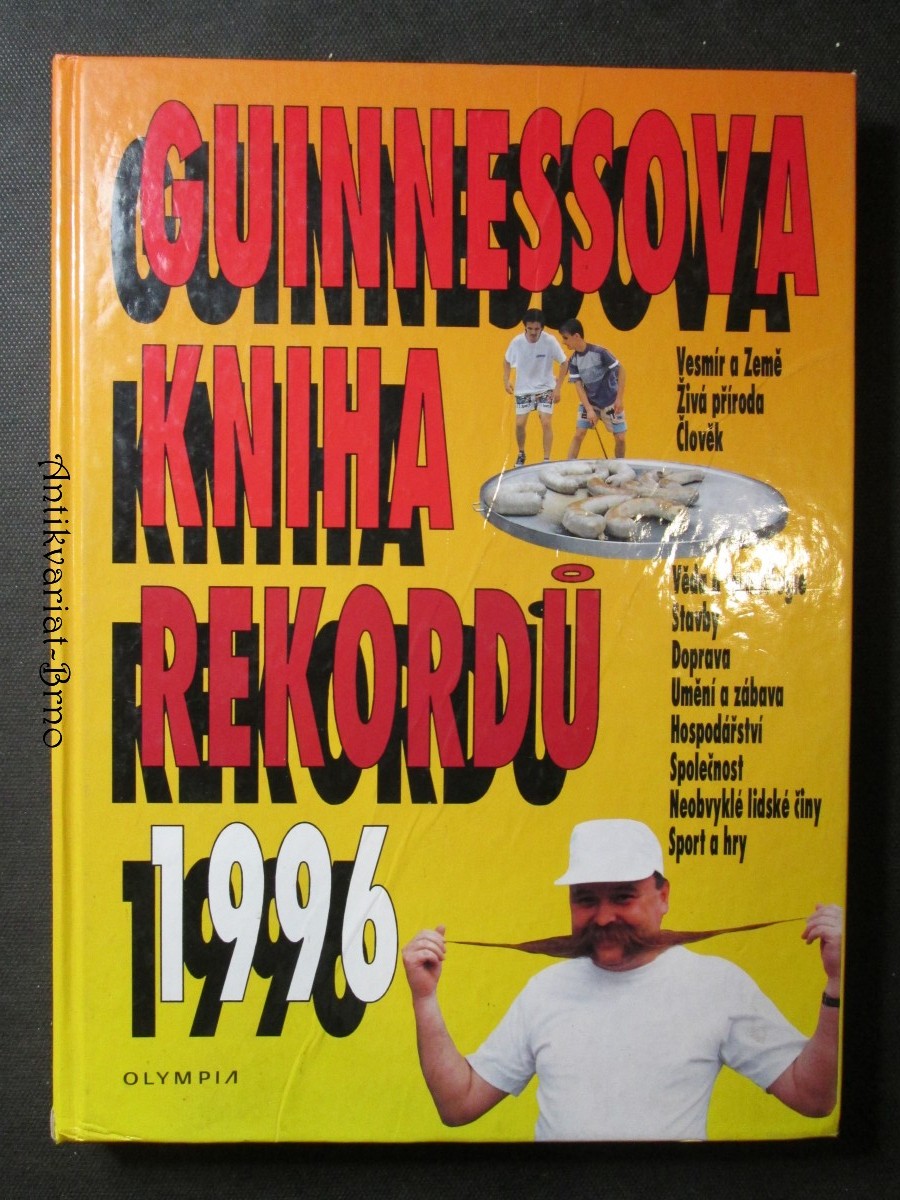 GUINNESSOVA
KNIHA
REKORDŮ
1996
Vesmír a Země
Živá příroda
Člověk
Věda a
Stavby
Doprava
Umění a zábava
Hospodářství
Společnost
Neobvyklé lidské činy
Sport a hry
OLYMPIA
Antikvariat-Brno